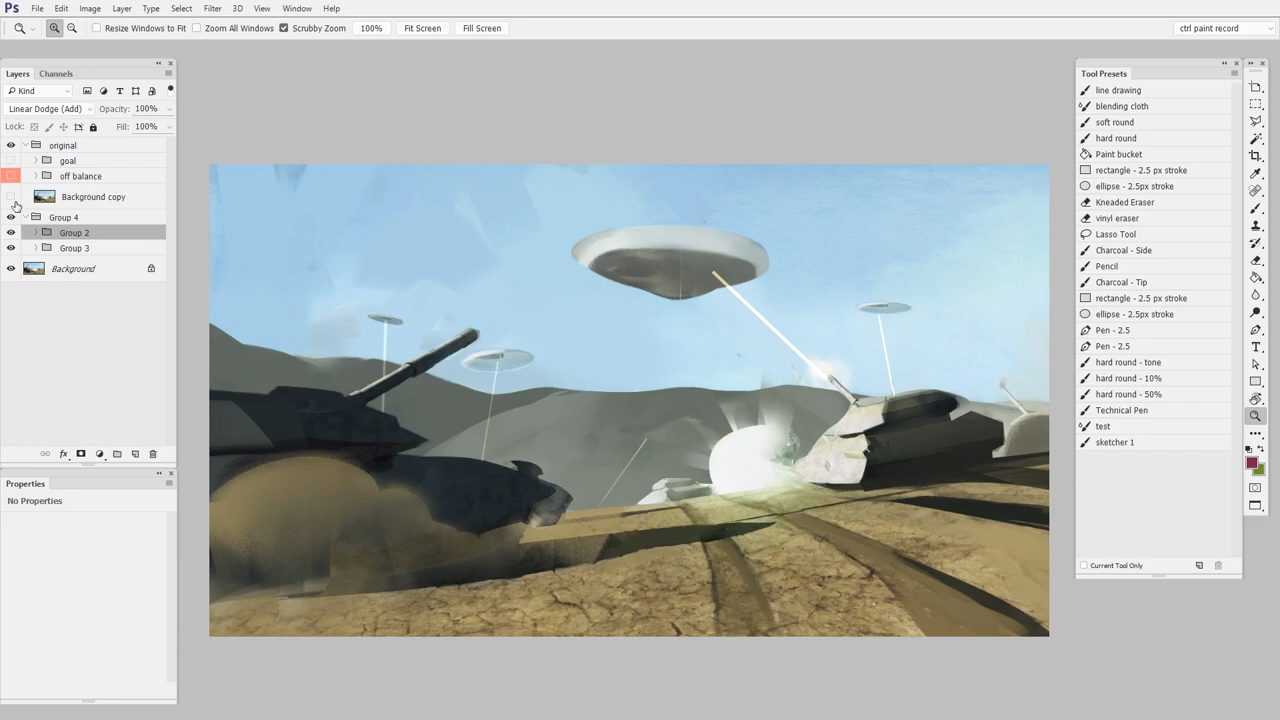 Ps File Edit Image Layer Type Select Filter 3D View Window Help
Resize Windows to Fit Zoom All Windows Scrubby Zoom 100% Fit Screen Fill Screen ctrl paint record
Layers Channels
Kind
Linear Dodge (Add) Opacity: 100%
Lock: Fill: 100%
original
goal
off balance
Background copy
Group 4
Group 2
Group 3
Background
fx
Properties
No Properties
Tool Presets
line drawing
blending cloth
soft round
hard round
Paint bucket
rectangle - 2.5 px stroke
ellipse - 2.5px stroke
Kneaded Eraser
vinyl eraser
Lasso Tool
Charcoal - Side
Pencil
Charcoal - Tip
rectangle - 2.5 px stroke
ellipse - 2.5px stroke
Pen - 2.5
Pen - 2.5
hard round - tone
hard round - 10%
hard round - 50%
Technical Pen
test
sketcher 1
Current Tool Only